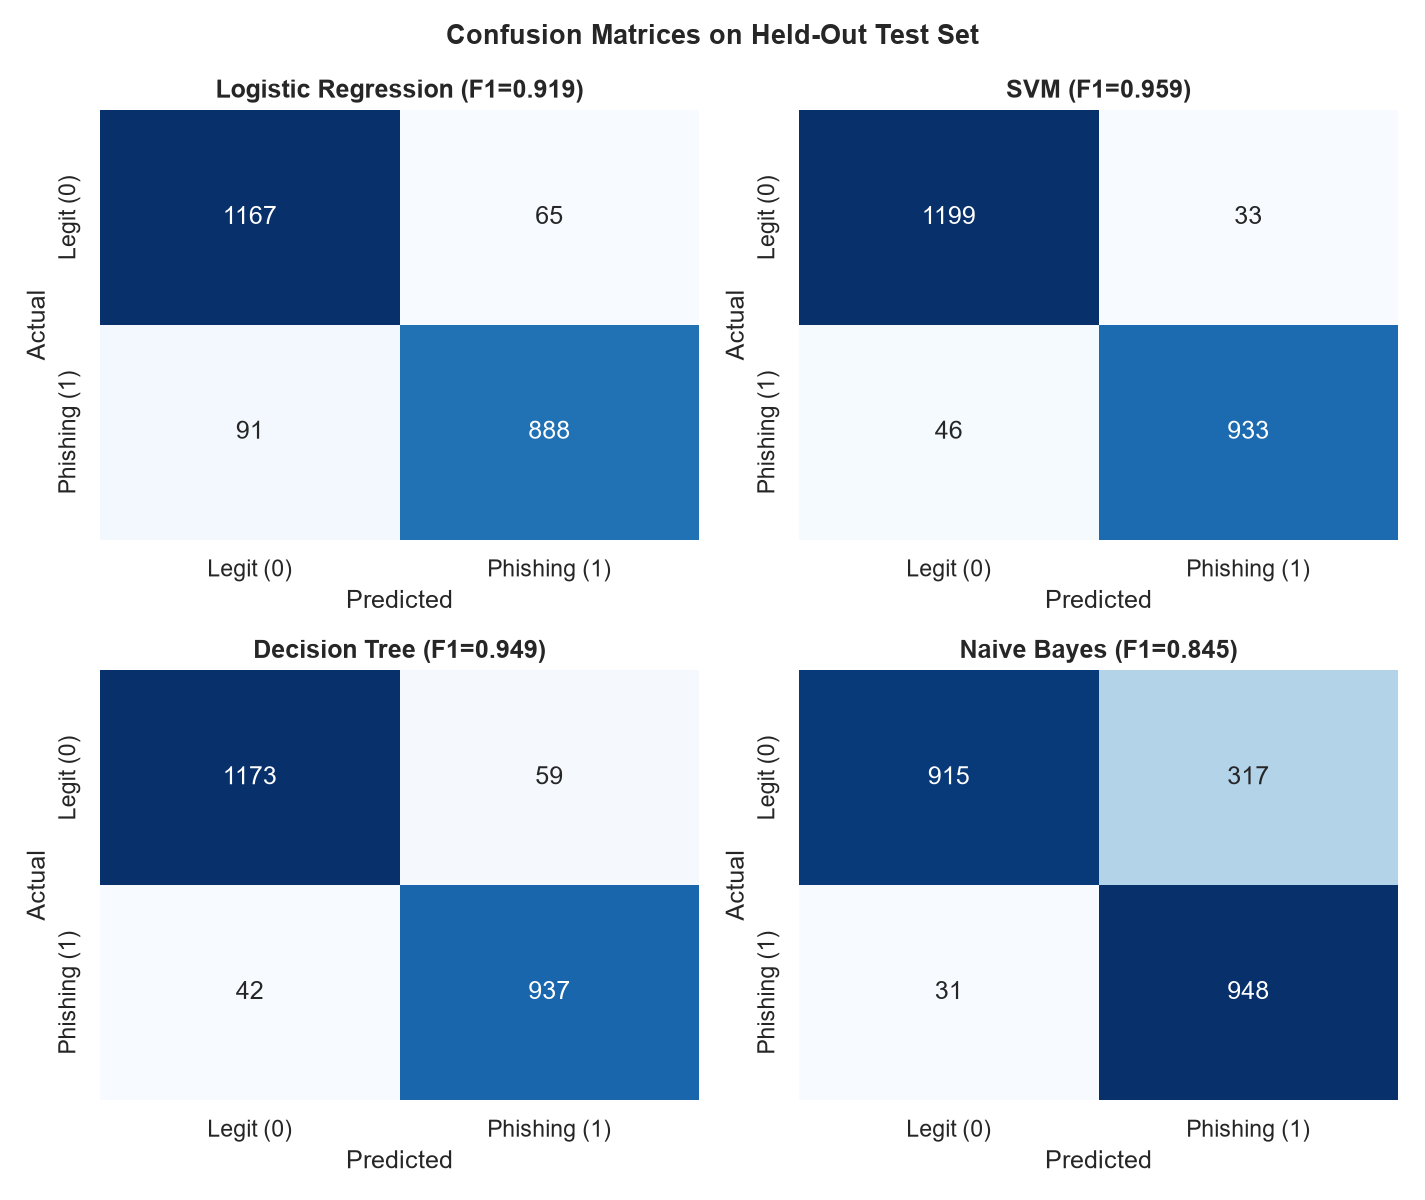 Confusion Matrices on Held-Out Test Set
Logistic Regression (F1=0.919)
Actual
Legit (0)
1167
65
Phishing (1)
91
888
Legit (0)
Phishing (1)
Predicted
SVM (F1=0.959)
Actual
Legit (0)
1199
33
Phishing (1)
46
933
Legit (0)
Phishing (1)
Predicted
Decision Tree (F1=0.949)
Actual
Legit (0)
1173
59
Phishing (1)
42
937
Legit (0)
Phishing (1)
Predicted
Naive Bayes (F1=0.845)
Actual
Legit (0)
915
317
Phishing (1)
31
948
Legit (0)
Phishing (1)
Predicted